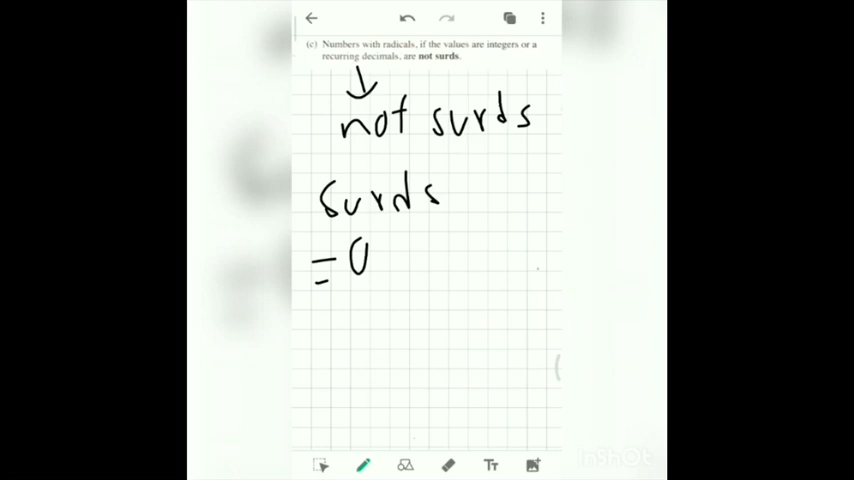 (c) Numbers with radicals, if the values are integers or a
recurring decimals, are not surds.
not surds
surds
= 0
InShOt